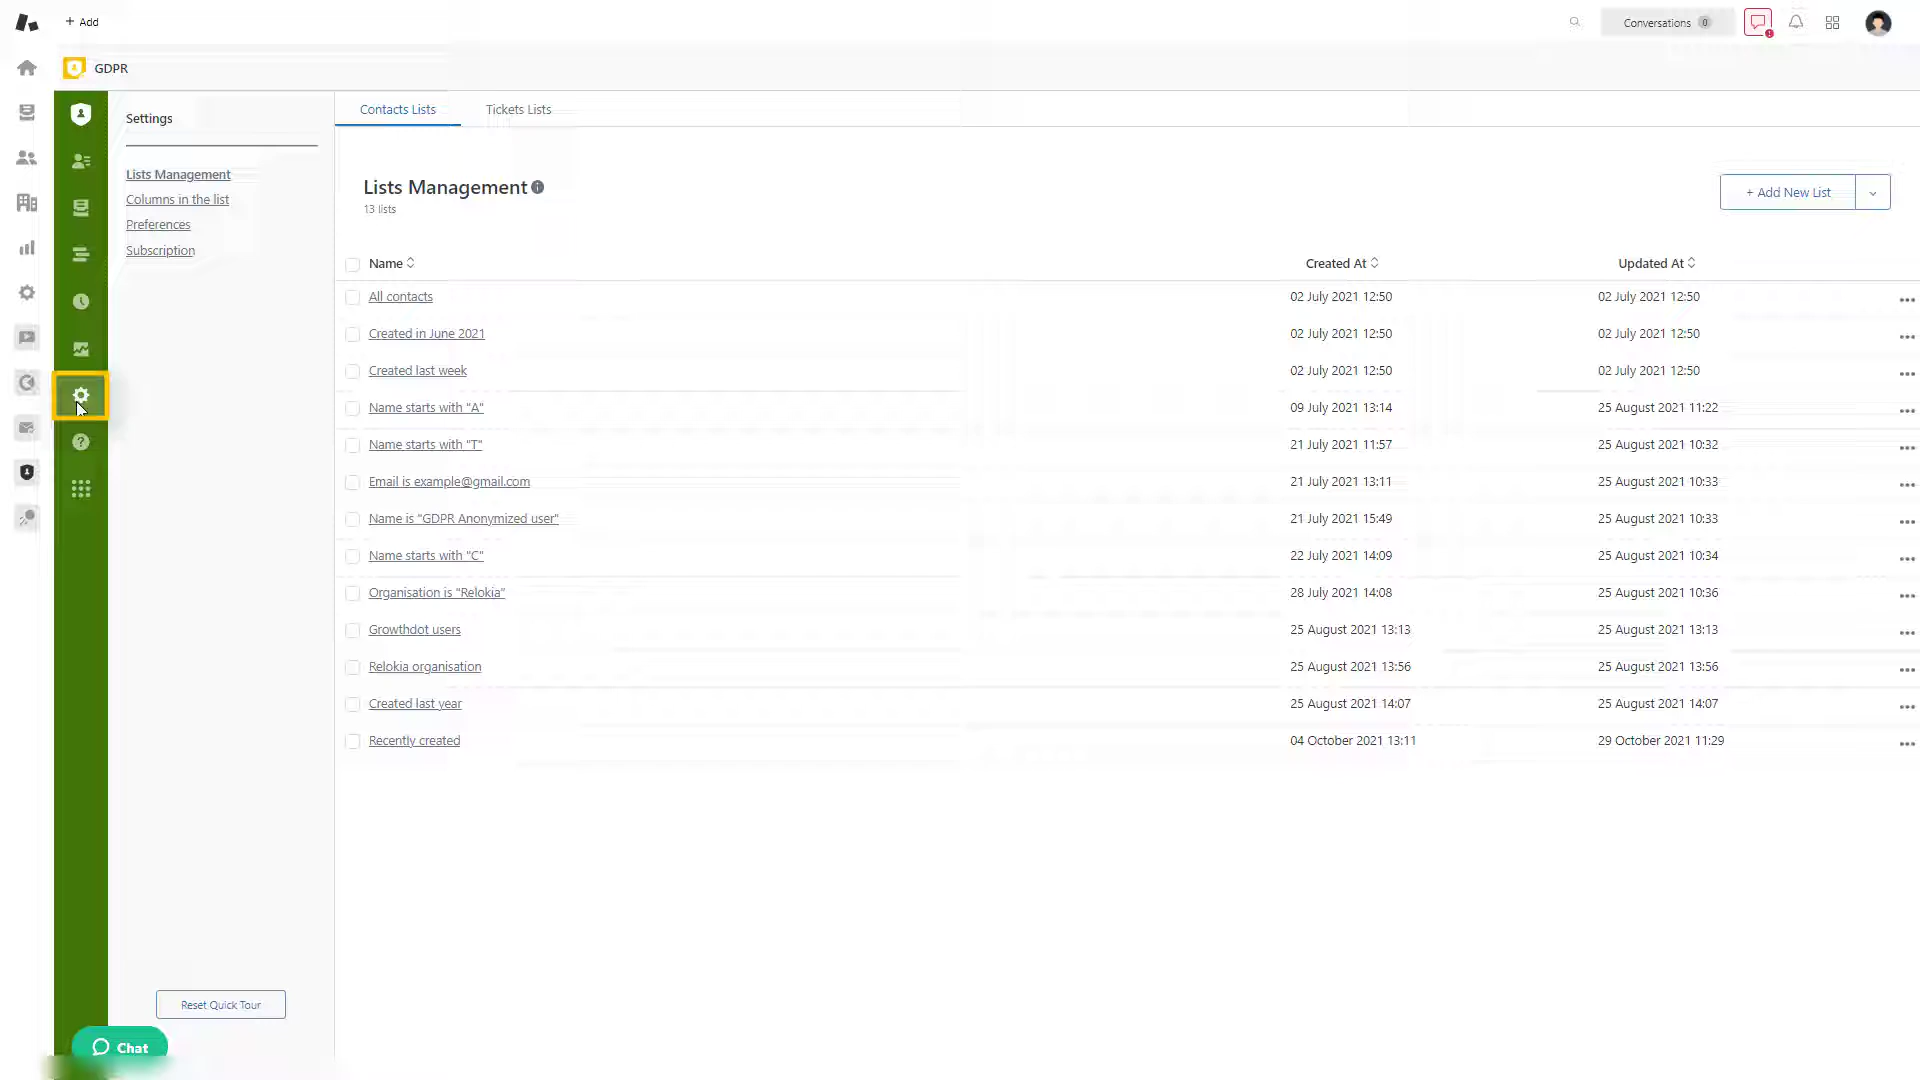 + Add
Conversations 0
GDPR
Settings
Contacts Lists
Tickets Lists
Lists Management
Columns in the list
Preferences
Subscription
Lists Management
13 lists
+ Add New List
Name
Created At
Updated At
All contacts
02 July 2021 12:50
02 July 2021 12:50
Created in June 2021
02 July 2021 12:50
02 July 2021 12:50
Created last week
02 July 2021 12:50
02 July 2021 12:50
Name starts with "A"
09 July 2021 13:14
25 August 2021 11:22
Name starts with "T"
21 July 2021 11:57
25 August 2021 10:32
Email is example@gmail.com
21 July 2021 13:11
25 August 2021 10:33
Name is "GDPR Anonymized user"
21 July 2021 15:49
25 August 2021 10:33
Name starts with "C"
22 July 2021 14:09
25 August 2021 10:34
Organisation is "Relokia"
28 July 2021 14:08
25 August 2021 10:36
Growthdot users
25 August 2021 13:13
25 August 2021 13:13
Relokia organisation
25 August 2021 13:56
25 August 2021 13:56
Created last year
25 August 2021 14:07
25 August 2021 14:07
Recently created
04 October 2021 13:11
29 October 2021 11:29
Reset Quick Tour
Chat